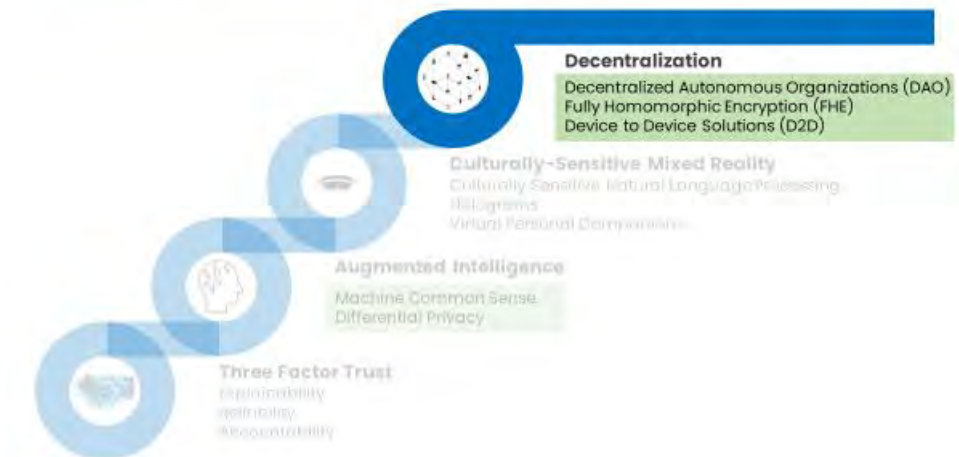 Decentralization
Decentralized Autonomous Organizations (DAO)
Fully Homomorphic Encryption (FHE)
Device to Device Solutions (D2D)
Culturally-Sensitive Mixed Reality
Culturally Sensitive Natural Language Processing
Holograms
Virtual Personal Companions
Augmented Intelligence
Machine Common Sense
Differential Privacy
Three Factor Trust
Explainability
Reliability
Accountability